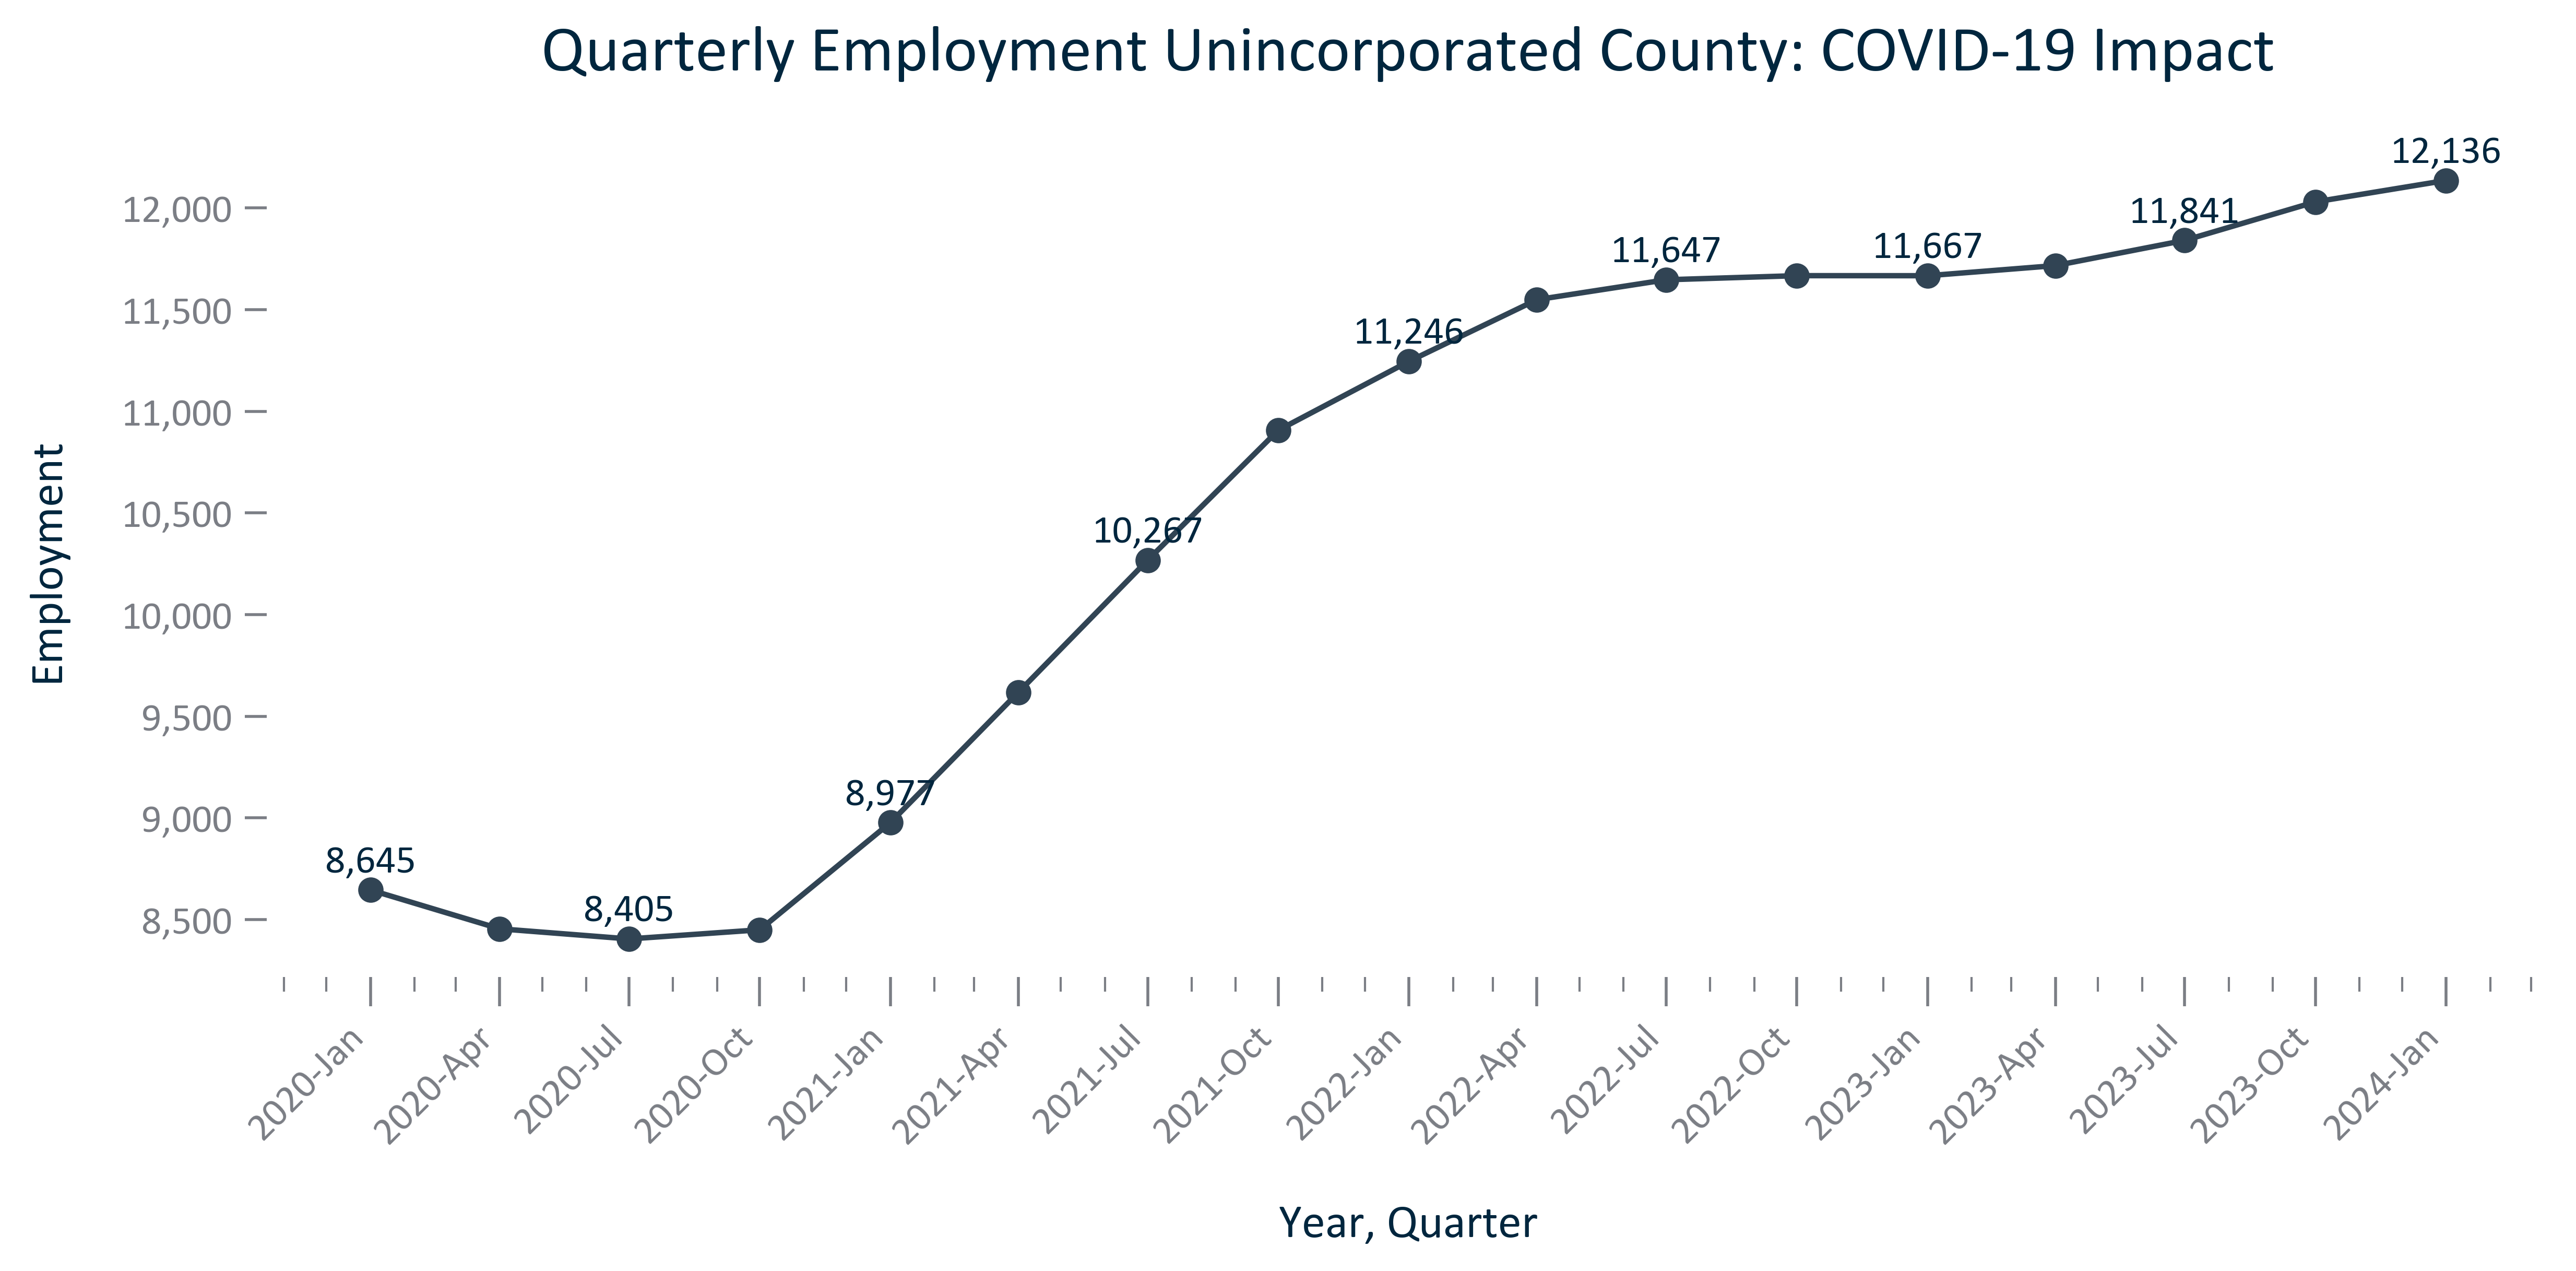 Quarterly Employment Unincorporated County: COVID-19 Impact
12,136
12,000
11,841
11,647
11,667
11,500
11,246
11,000
Employment
10,500
10,267
10,000
9,500
9,000
8,977
8,645
8,500
8,405
2020-Jan
2020-Apr
2020-Jul
2020-Oct
2021-Jan
2021-Apr
2021-Jul
2021-Oct
2022-Jan
2022-Apr
2022-Jul
2022-Oct
2023-Jan
2023-Apr
2023-Jul
2023-Oct
2024-Jan
Year, Quarter